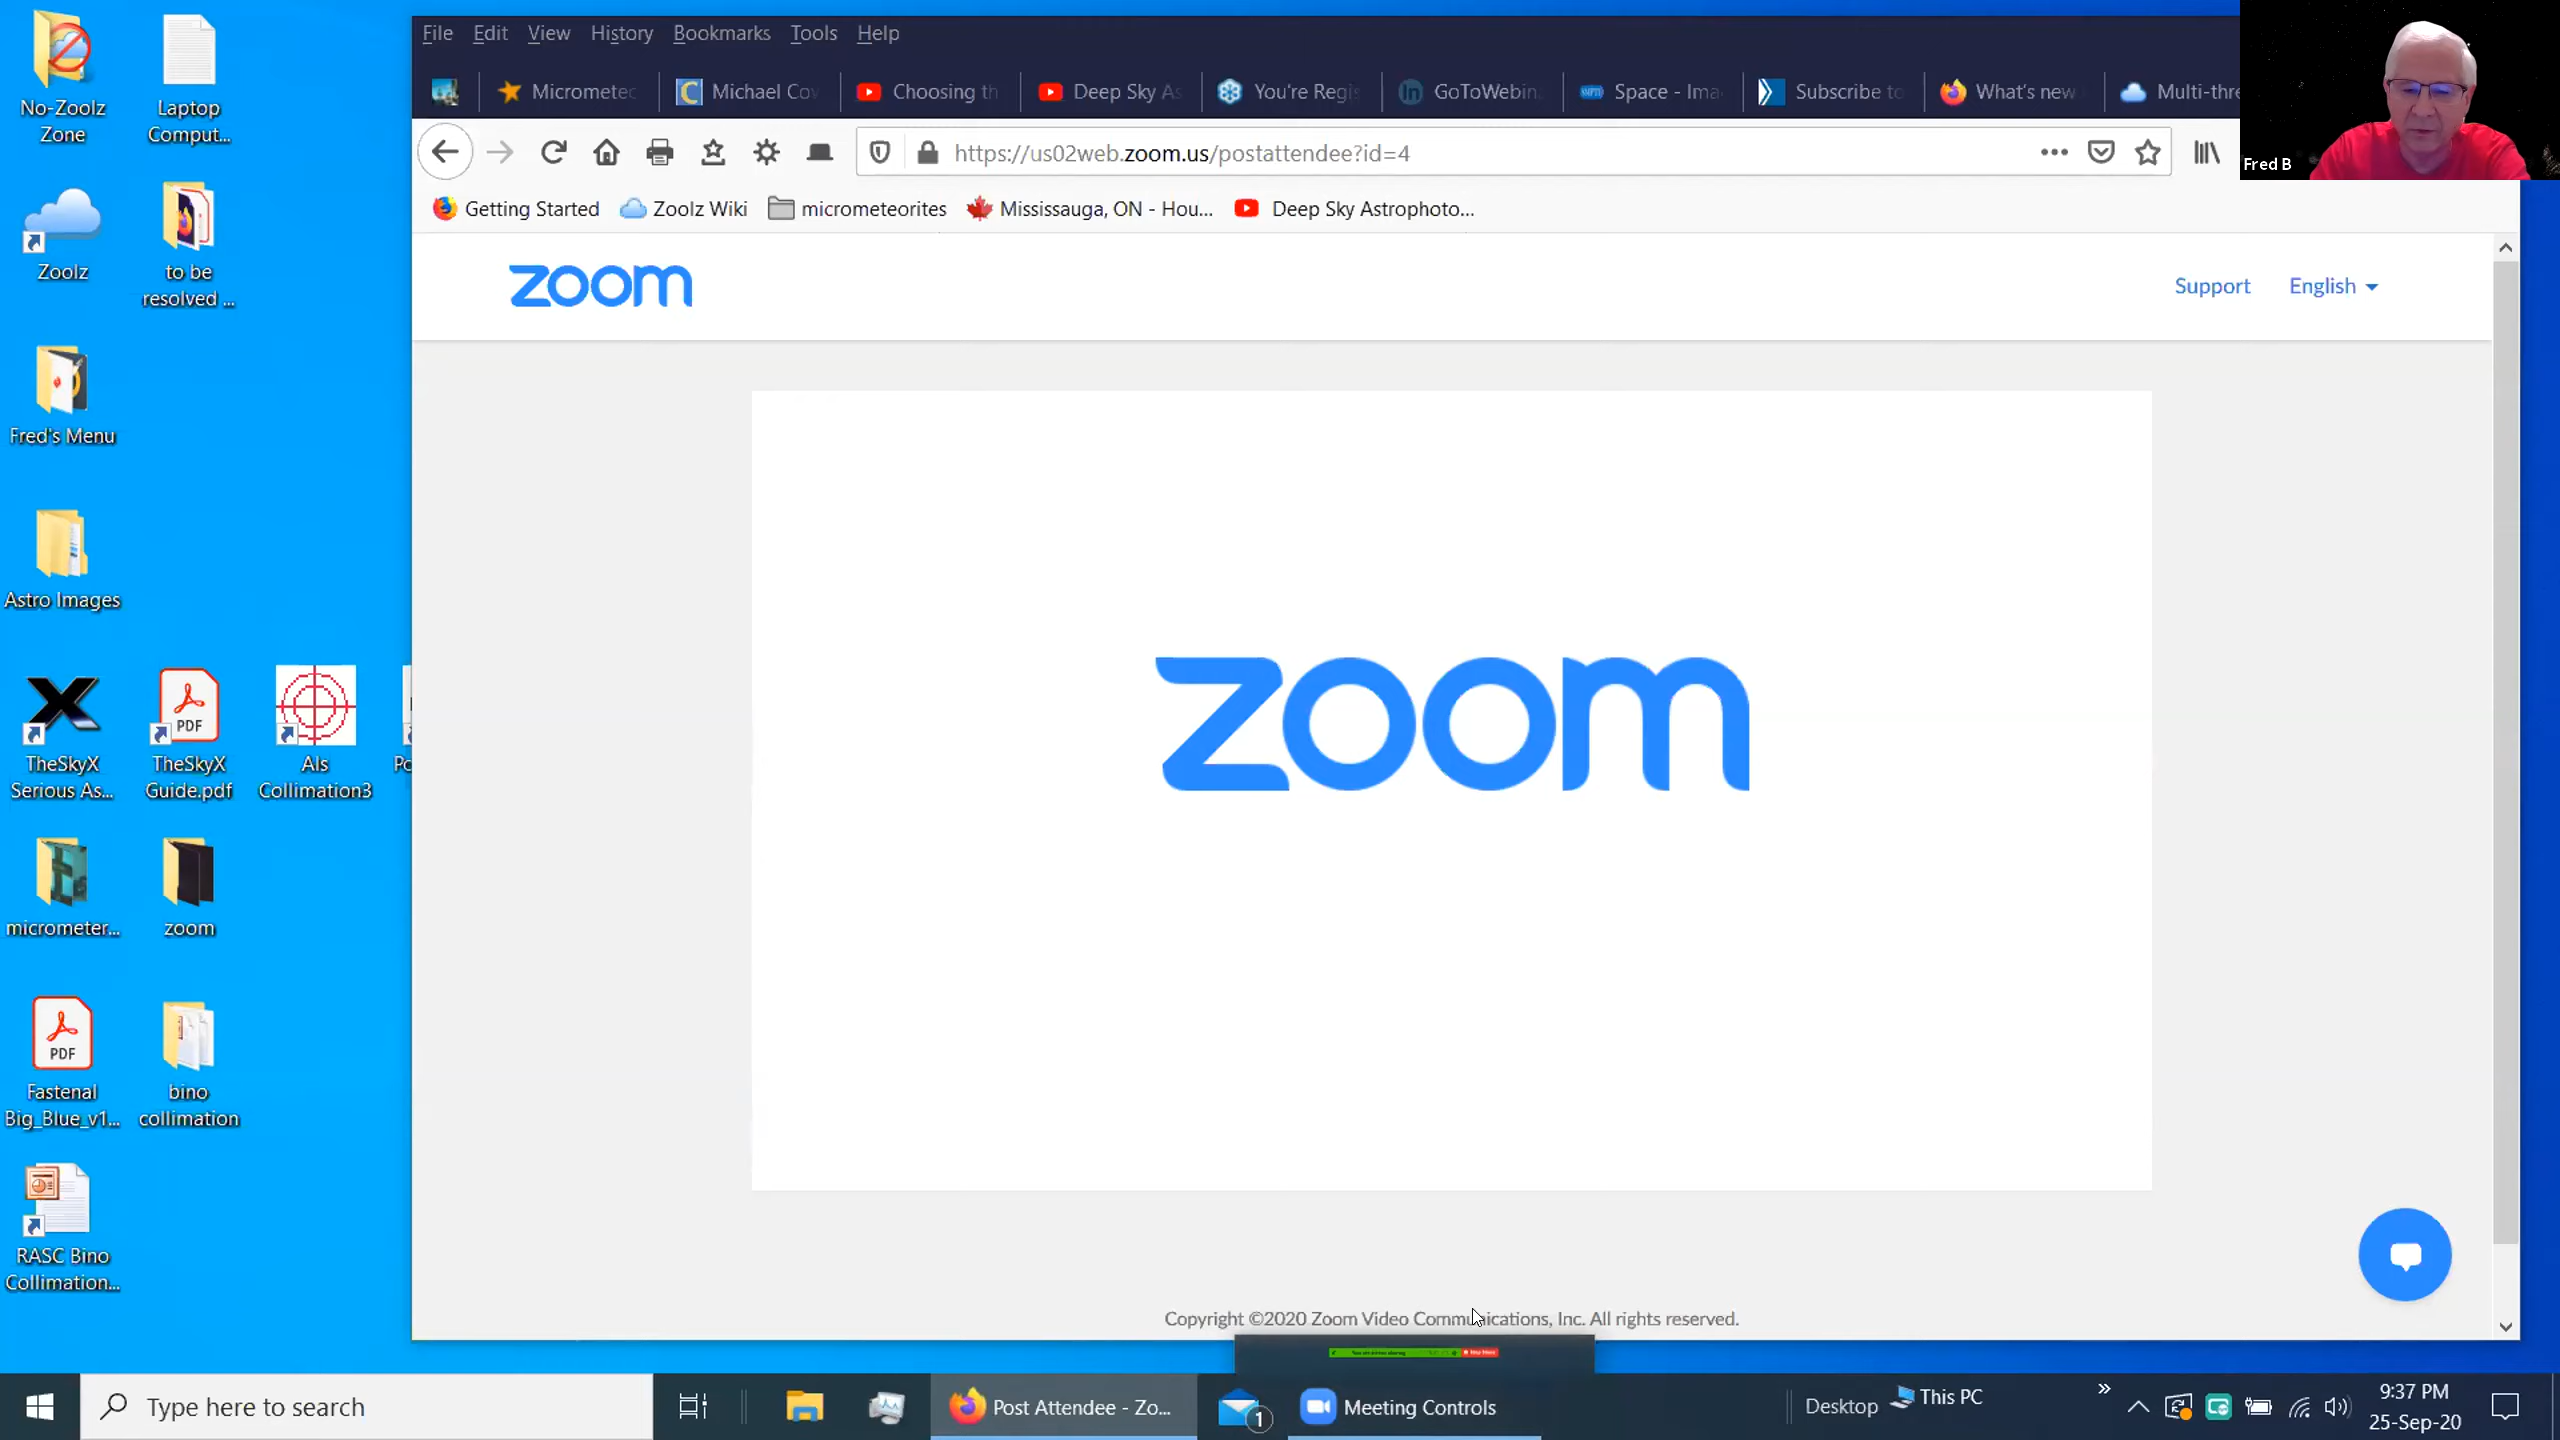 File Edit View History Bookmarks Tools Help
Micrometec Michael Cov Choosing th Deep Sky As You're Regis GoToWebin Space - Ima Subscribe to What's new Multi-thre
https://us02web.zoom.us/postattendee?id=4
Getting Started Zoolz Wiki micrometeorites Mississauga, ON - Hou... Deep Sky Astrophoto...
Fred B
zoom
Support English
zoom
Copyright ©2020 Zoom Video Communications, Inc. All rights reserved.
No-Zoolz
Zone
Laptop
Comput...
Zoolz
to be
resolved ...
Fred's Menu
Astro Images
TheSkyX
Serious As...
PDF
TheSkyX
Guide.pdf
Als
Collimation3
Po
micrometer...
zoom
PDF
Fastenal
Big_Blue_v1...
bino
collimation
RASC Bino
Collimation...
Type here to search
Post Attendee - Zo...
1
Meeting Controls
Desktop
This PC
9:37 PM
25-Sep-20